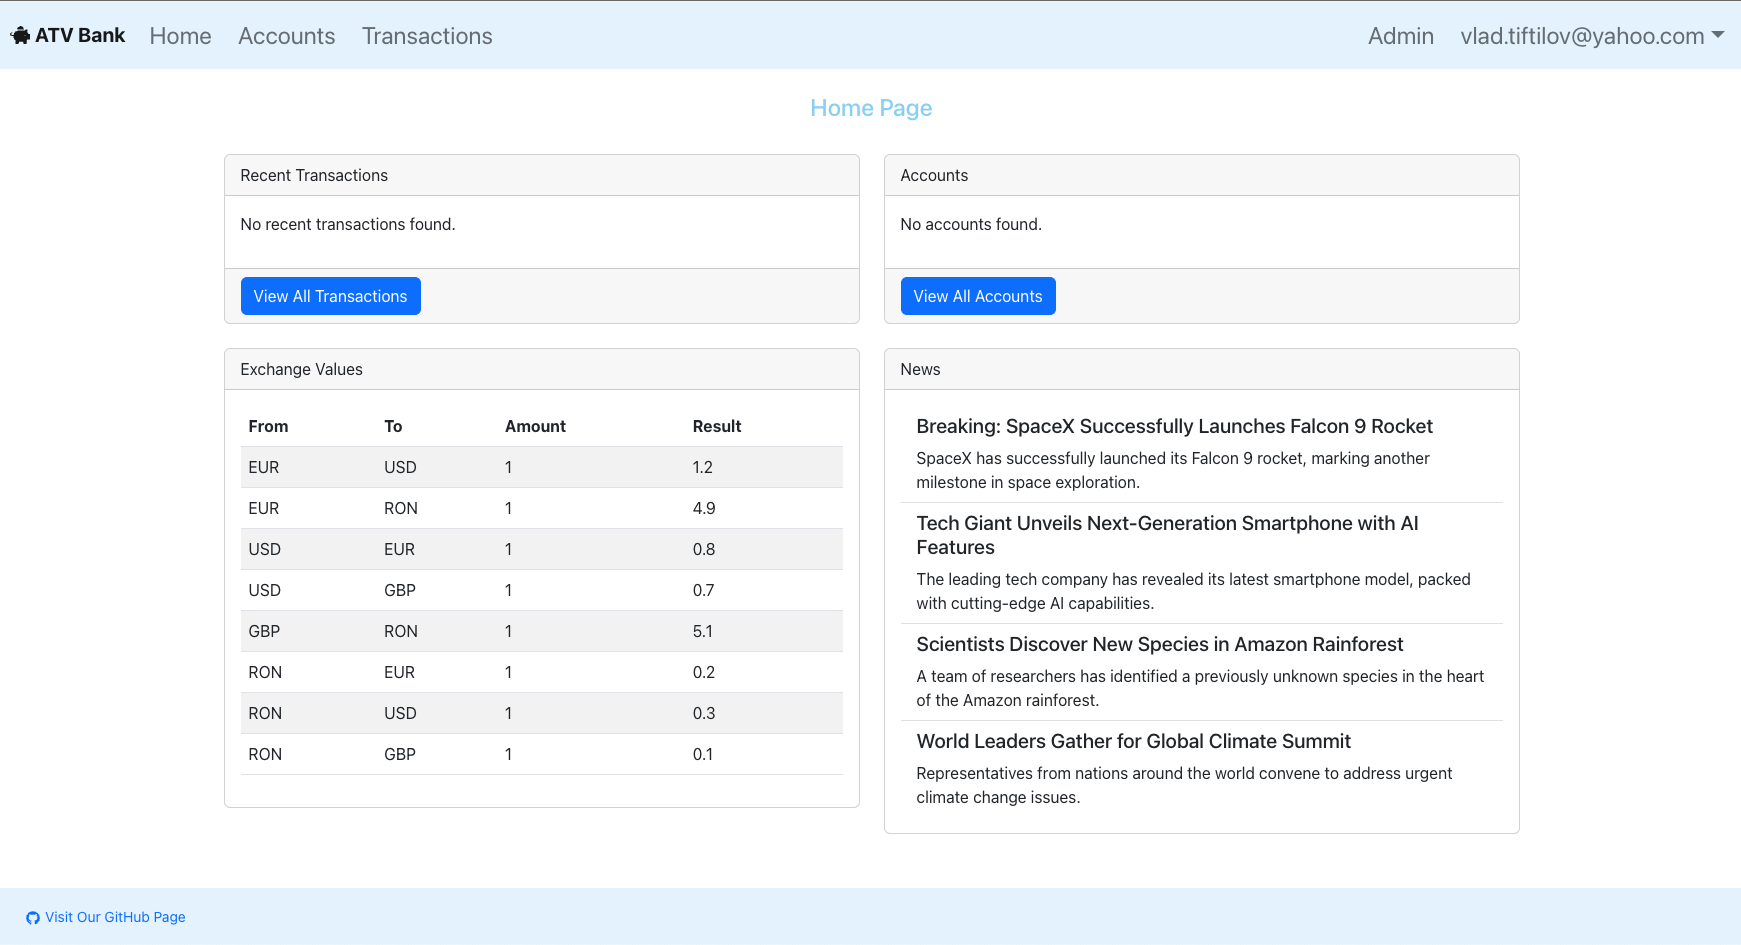 ATV Bank Home Accounts Transactions Admin vlad.tiftilov@yahoo.com
Home Page
Recent Transactions
No recent transactions found.
View All Transactions
Accounts
No accounts found.
View All Accounts
Exchange Values
From To Amount Result
EUR USD 1 1.2
EUR RON 1 4.9
USD EUR 1 0.8
USD GBP 1 0.7
GBP RON 1 5.1
RON EUR 1 0.2
RON USD 1 0.3
RON GBP 1 0.1
News
Breaking: SpaceX Successfully Launches Falcon 9 Rocket
SpaceX has successfully launched its Falcon 9 rocket, marking another
milestone in space exploration.
Tech Giant Unveils Next-Generation Smartphone with AI
Features
The leading tech company has revealed its latest smartphone model, packed
with cutting-edge AI capabilities.
Scientists Discover New Species in Amazon Rainforest
A team of researchers has identified a previously unknown species in the heart
of the Amazon rainforest.
World Leaders Gather for Global Climate Summit
Representatives from nations around the world convene to address urgent
climate change issues.
Visit Our GitHub Page